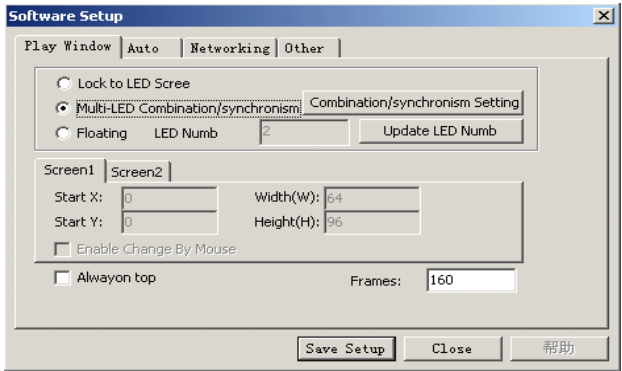 Software Setup
Play Window Auto Networking Other
Lock to LED Scree
Multi-LED Combination/synchronism Combination/synchronism Setting
Floating LED Numb 2 Update LED Numb
Screen1 Screen2
Start X: 0 Width(W): 64
Start Y: 0 Height(H): 96
Enable Change By Mouse
Alwayon top Frames: 160
Save Setup Close 帮助